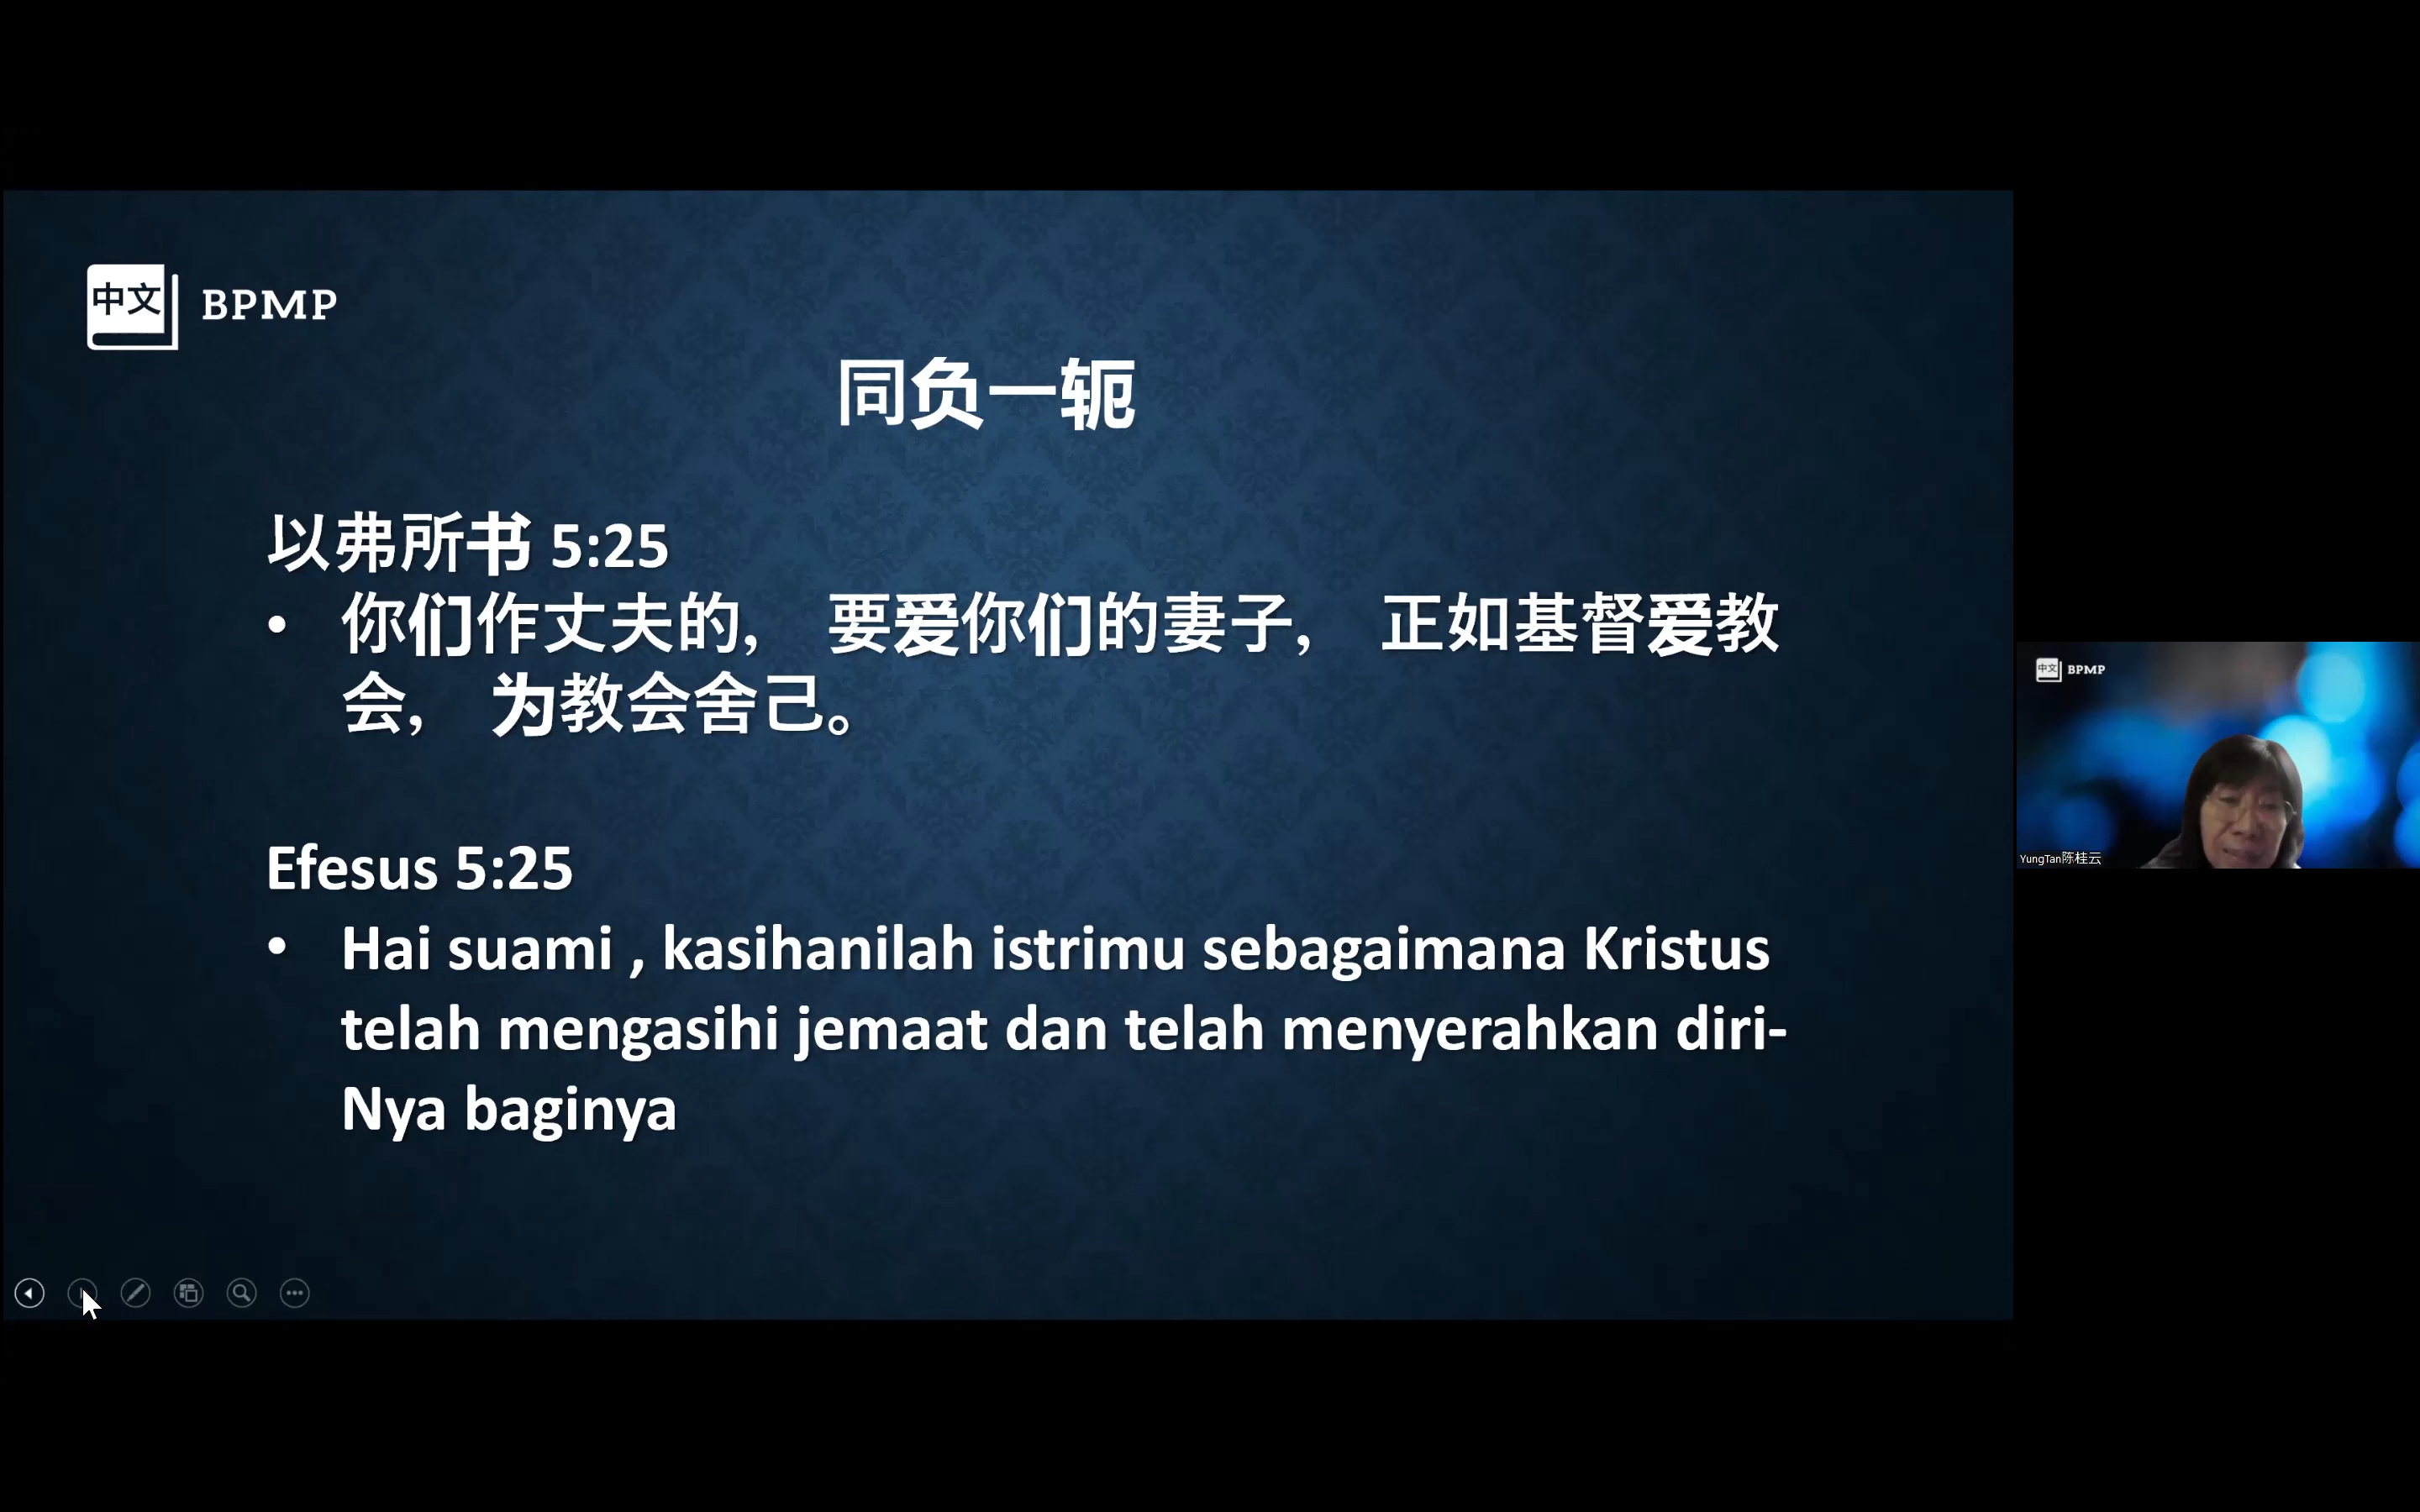 中文 BPMP
同负一轭
以弗所书 5:25
• 你们作丈夫的, 要爱你们的妻子, 正如基督爱教
会, 为教会舍己。
Efesus 5:25
• Hai suami , kasihanilah istrimu sebagaimana Kristus
telah mengasihi jemaat dan telah menyerahkan diri-
Nya baginya
中文 BPMP
YungTan陈桂云